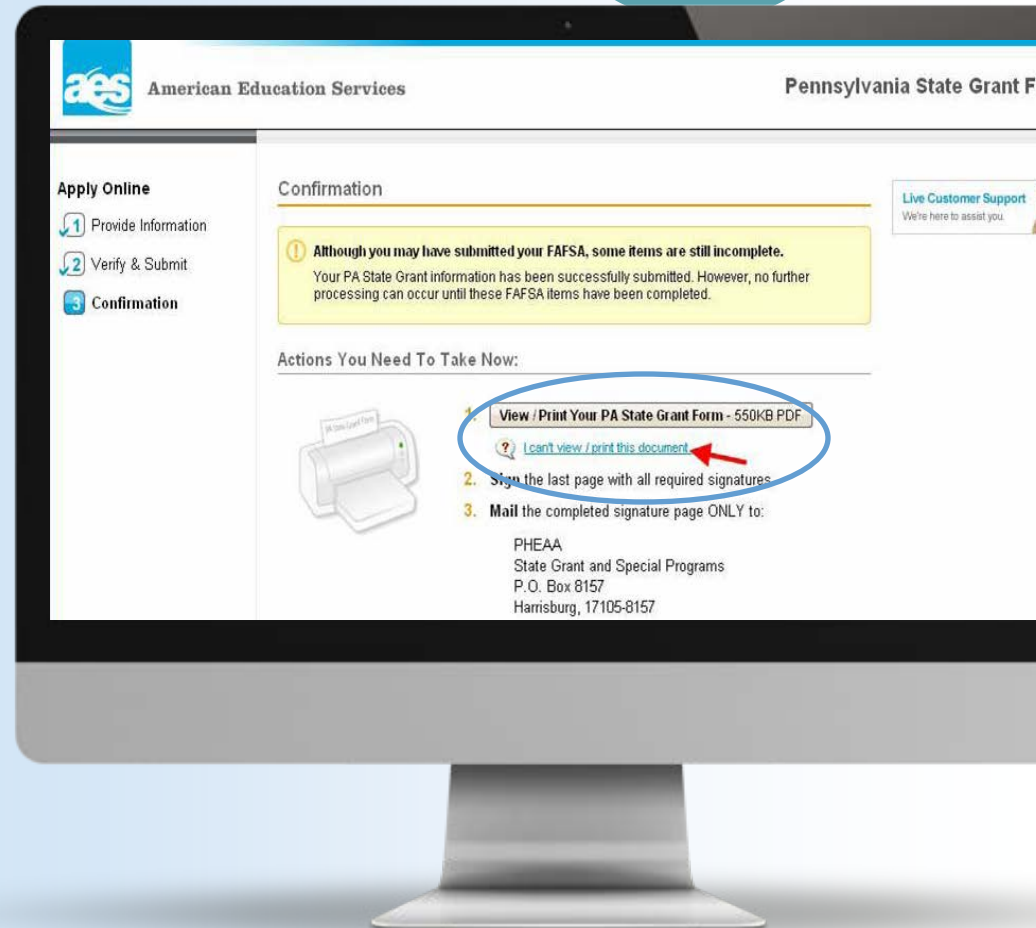 aes
American Education Services
Pennsylvania State Grant F
Apply Online
1 Provide Information
2 Verify & Submit
3 Confirmation
Confirmation
Although you may have submitted your FAFSA, some items are still incomplete.
Your PA State Grant information has been successfully submitted. However, no further
processing can occur until these FAFSA items have been completed.
Live Customer Support
We're here to assist you.
Actions You Need To Take Now:
PA State Grant Form
1. View / Print Your PA State Grant Form - 550KB PDF
? I can't view / print this document
2. Sign the last page with all required signatures
3. Mail the completed signature page ONLY to:
PHEAA
State Grant and Special Programs
P.O. Box 8157
Harrisburg, 17105-8157